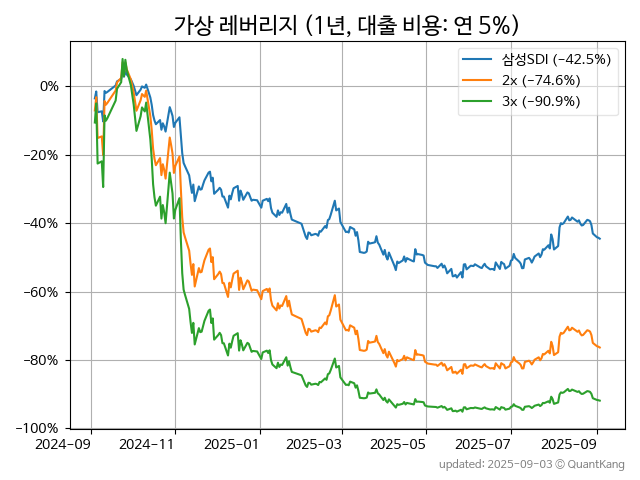 가상 레버리지 (1년, 대출 비용: 연 5%)
삼성SDI (−42.5%)
2x (−74.6%)
3x (−90.9%)
0%
−20%
−40%
−60%
−80%
−100%
2024-09 2024-11 2025-01 2025-03 2025-05 2025-07 2025-09
updated: 2025-09-03 © QuantKang